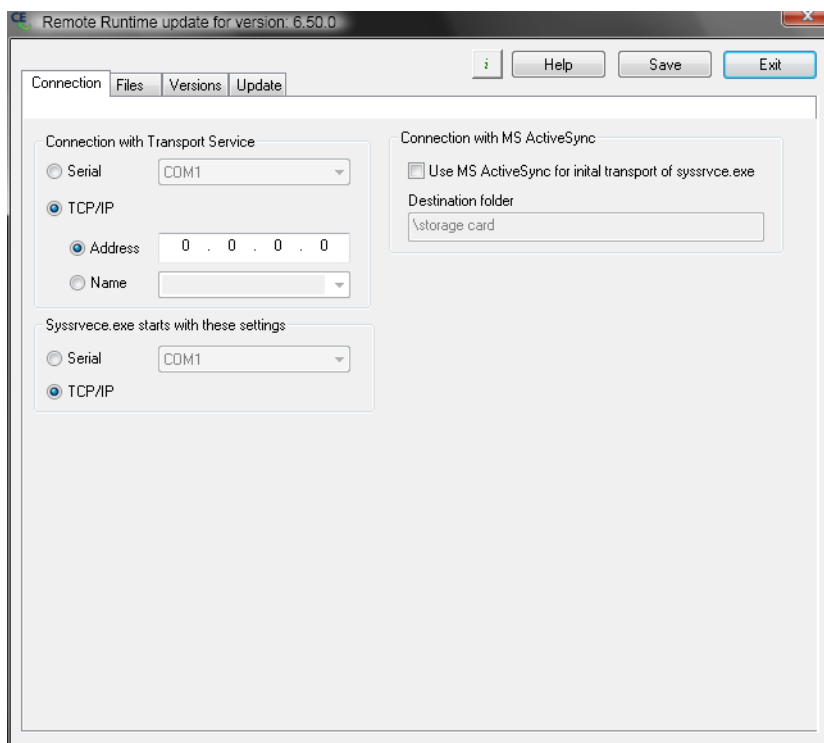 CE Remote Runtime update for version: 6.50.0
x
i Help Save Exit
Connection Files Versions Update
Connection with Transport Service
Serial COM1
TCP/IP
Address 0 . 0 . 0 . 0
Name
Syssrvece.exe starts with these settings
Serial COM1
TCP/IP
Connection with MS ActiveSync
Use MS ActiveSync for inital transport of syssrvce.exe
Destination folder
\storage card